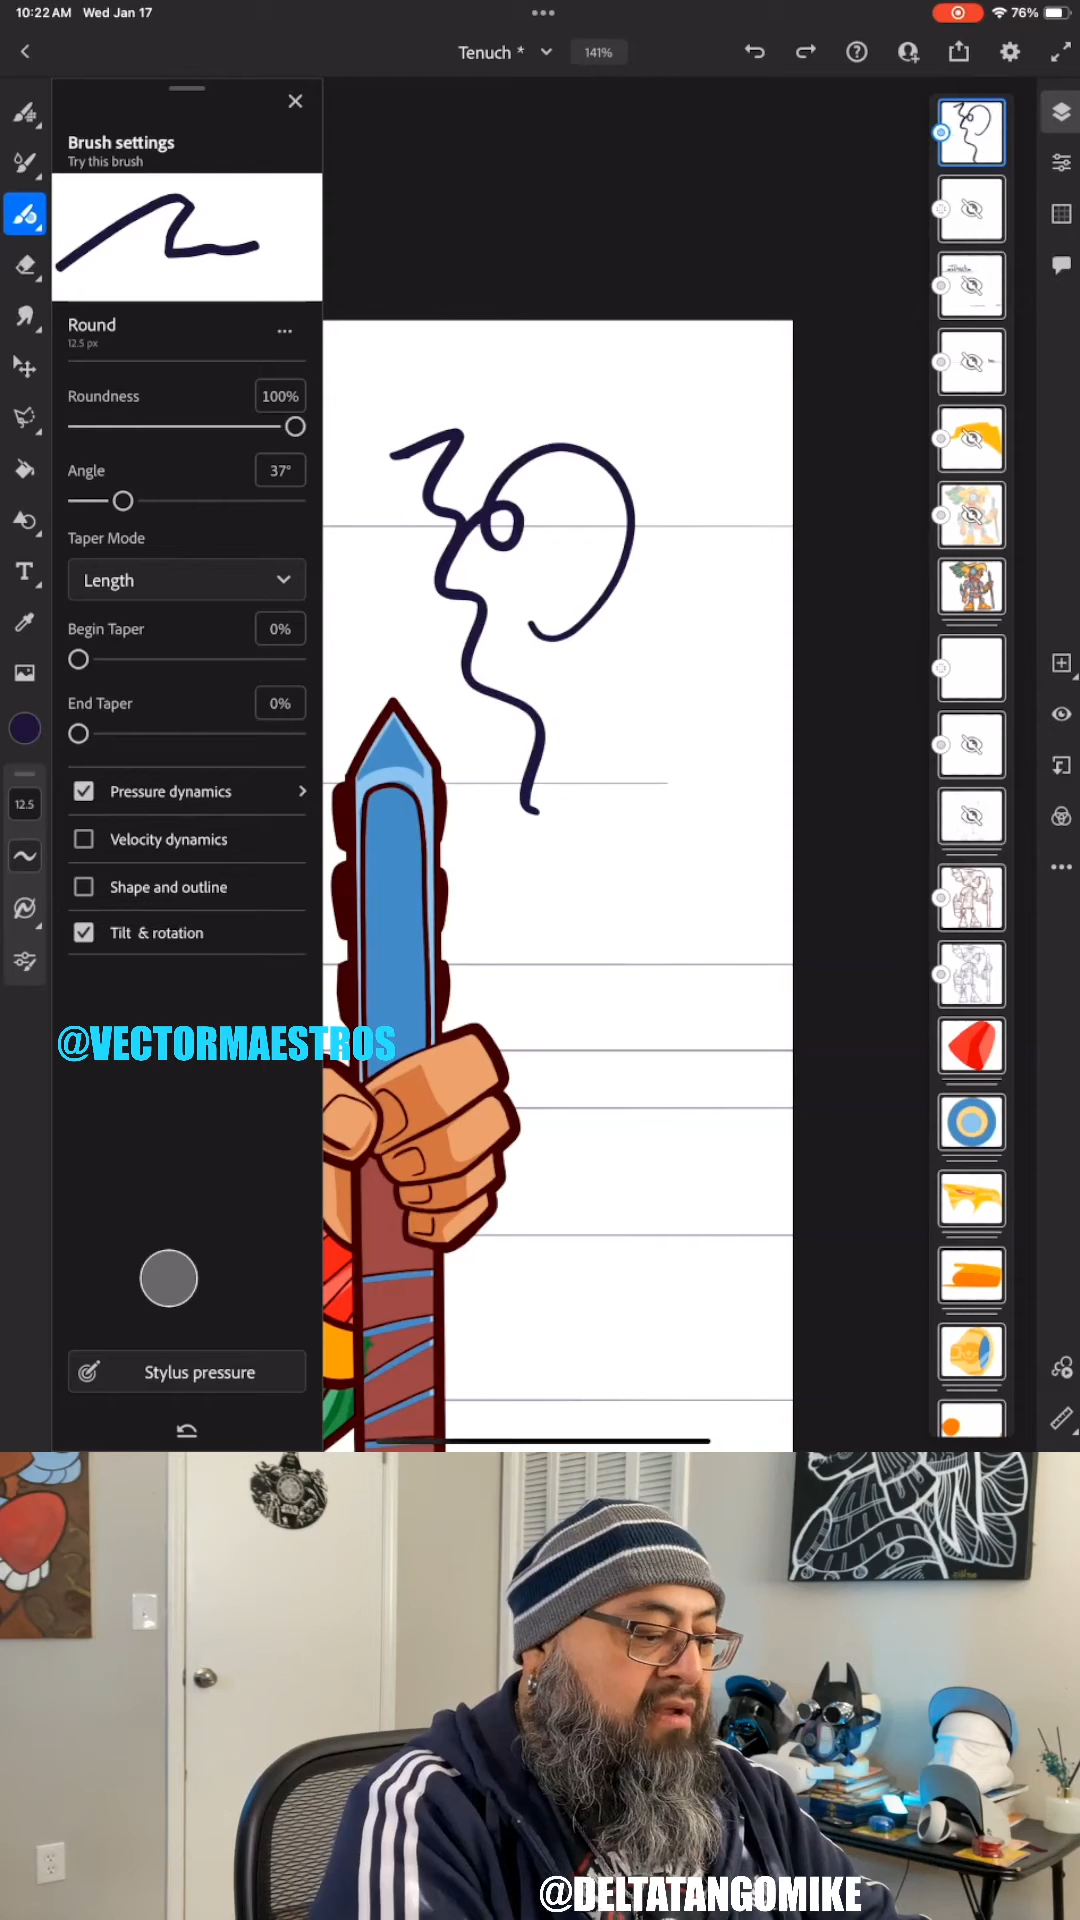 10:22 AM Wed Jan 17
76%
Tenuch *
141%
Brush settings
Try this brush
Round
12.5 px
Roundness
100%
Angle
37°
Taper Mode
Length
Begin Taper
0%
End Taper
0%
Pressure dynamics
Velocity dynamics
Shape and outline
Tilt & rotation
12.5
@VECTORMAESTROS
Stylus pressure
@DELTATANGOMIKE